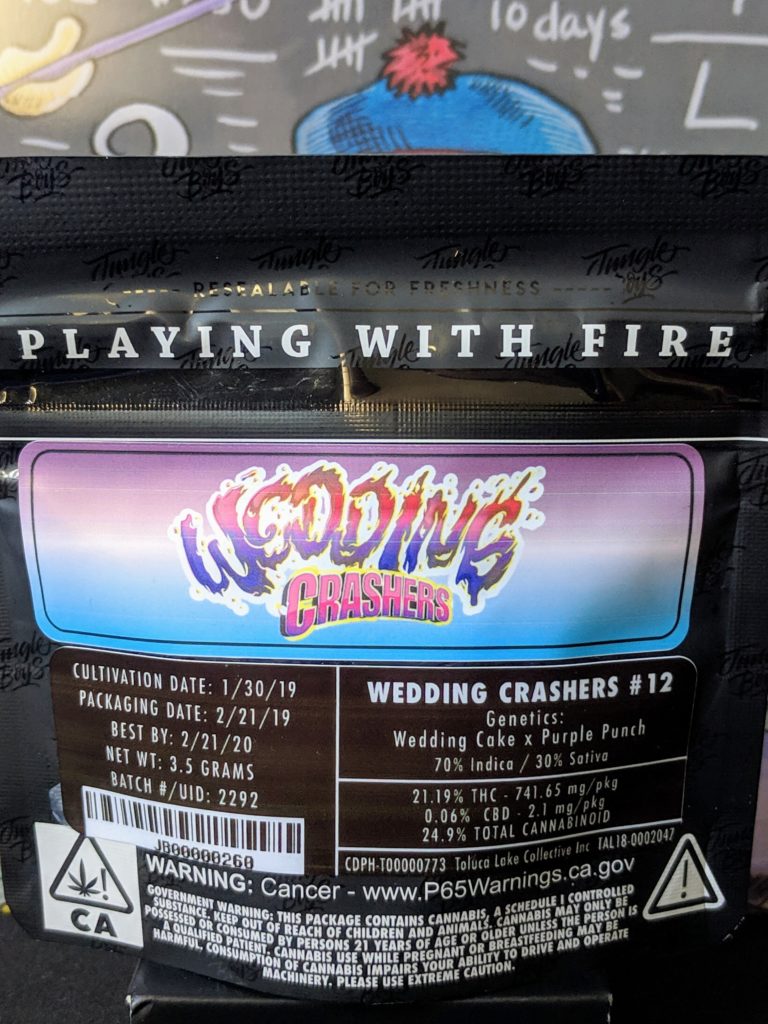 10 days
L
Jungle Boys
RESEALABLE FOR FRESHNESS
PLAYING WITH FIRE
WEDDING
CRASHERS
CULTIVATION DATE: 1/30/19
PACKAGING DATE: 2/21/19
BEST BY: 2/21/20
NET WT: 3.5 GRAMS
BATCH #/UID: 2292
JB00000260
WEDDING CRASHERS #12
Genetics:
Wedding Cake x Purple Punch
70% Indica / 30% Sativa
21.19% THC - 741.65 mg/pkg
0.06% CBD - 2.1 mg/pkg
24.9% TOTAL CANNABINOID
CDPH-T00000773 Toluca Lake Collective Inc TAL18-0002047
CA
WARNING: Cancer - www.P65Warnings.ca.gov
GOVERNMENT WARNING: THIS PACKAGE CONTAINS CANNABIS, A SCHEDULE I CONTROLLED
SUBSTANCE. KEEP OUT OF REACH OF CHILDREN AND ANIMALS. CANNABIS MAY ONLY BE
POSSESSED OR CONSUMED BY PERSONS 21 YEARS OF AGE OR OLDER UNLESS THE PERSON IS
A QUALIFIED PATIENT. CANNABIS USE WHILE PREGNANT OR BREASTFEEDING MAY BE
HARMFUL. CONSUMPTION OF CANNABIS IMPAIRS YOUR ABILITY TO DRIVE AND OPERATE
MACHINERY. PLEASE USE EXTREME CAUTION.